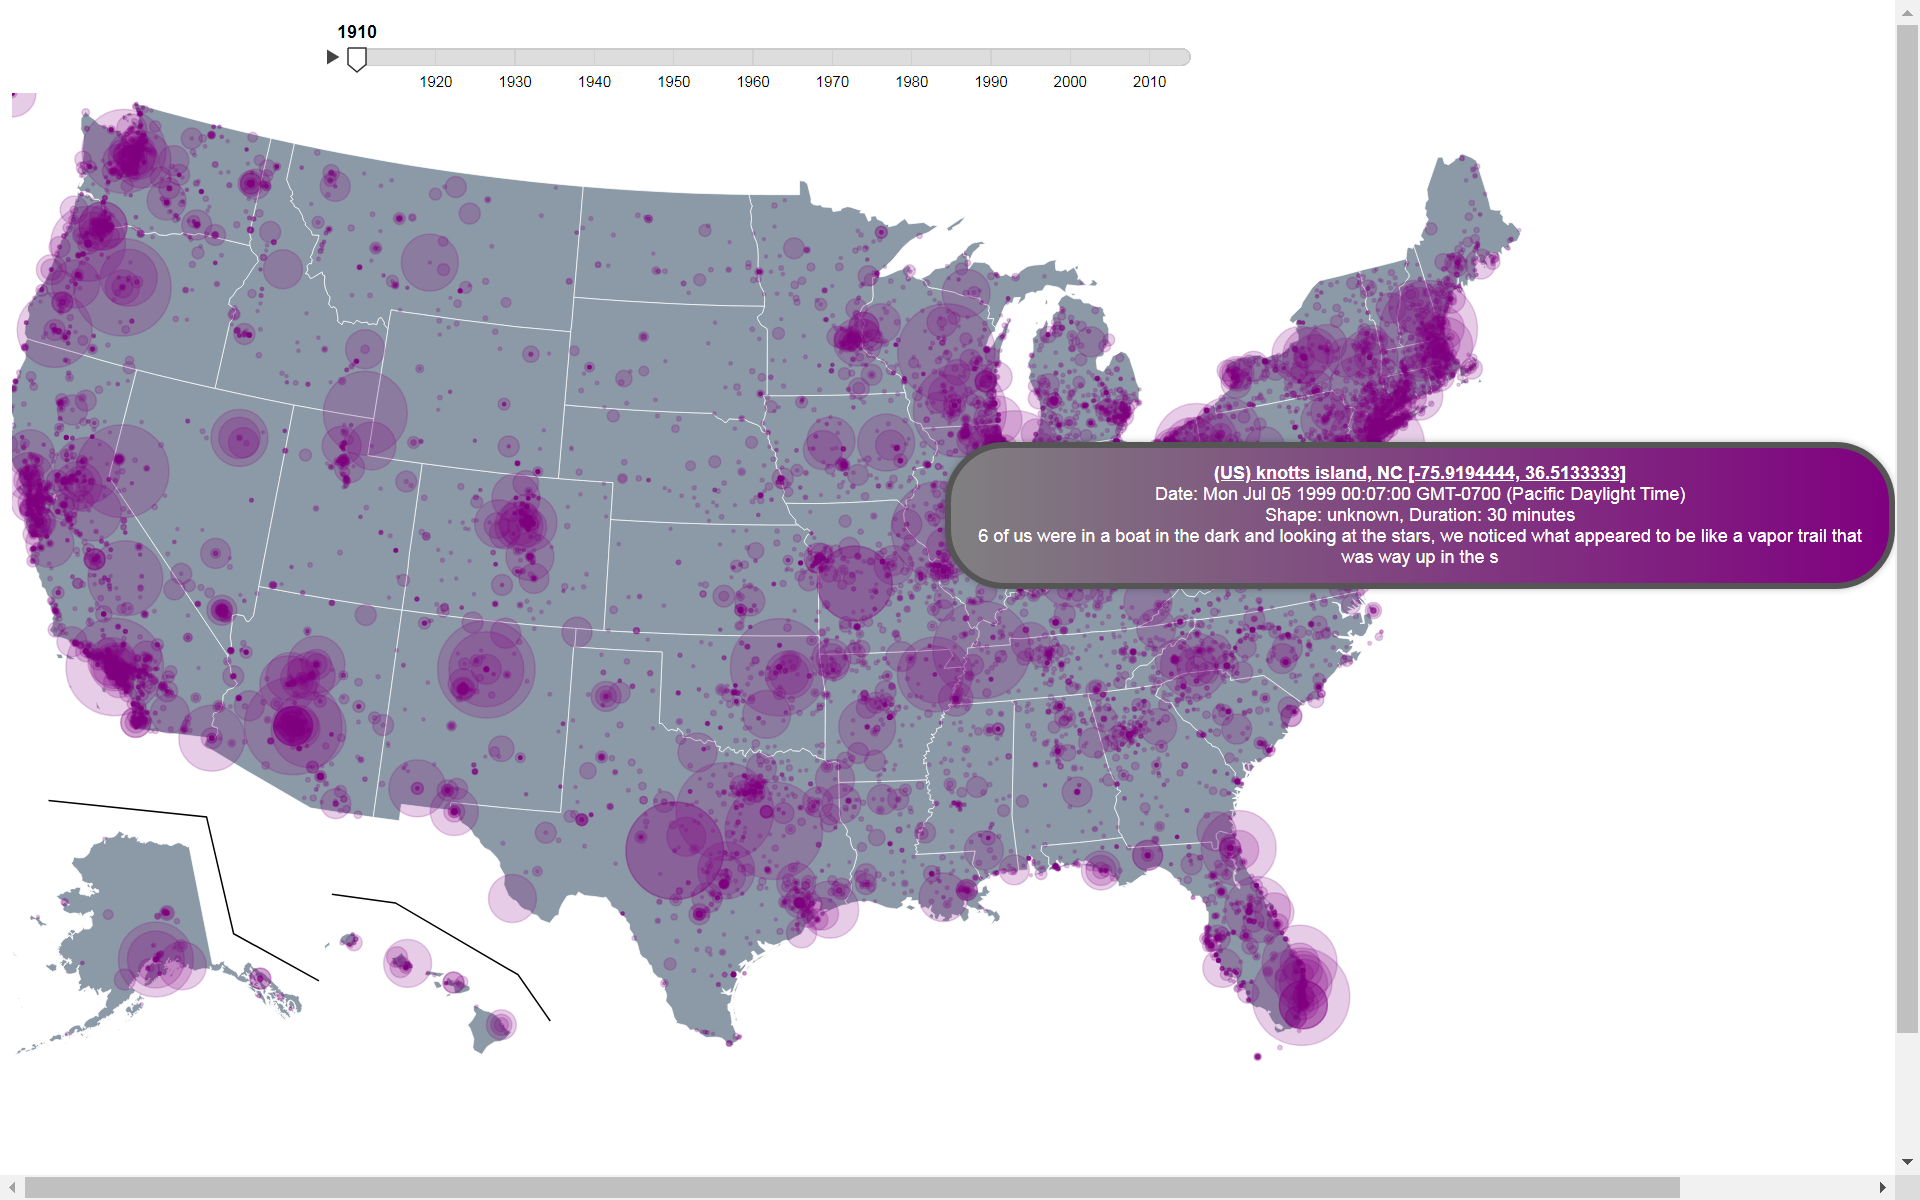 1910
1920 1930 1940 1950 1960 1970 1980 1990 2000 2010
(US) knotts island, NC [-75.9194444, 36.5133333]
Date: Mon Jul 05 1999 00:07:00 GMT-0700 (Pacific Daylight Time)
Shape: unknown, Duration: 30 minutes
6 of us were in a boat in the dark and looking at the stars, we noticed what appeared to be like a vapor trail that
was way up in the s